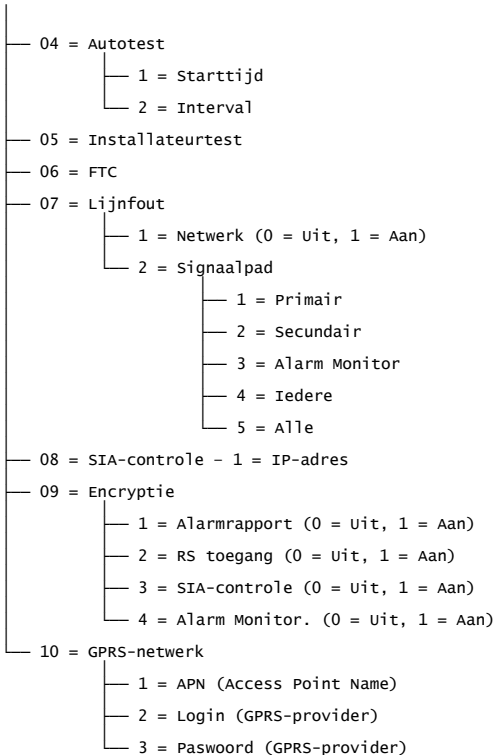 04 = Autotest
1 = Starttijd
2 = Interval
05 = Installateurtest
06 = FTC
07 = Lijnfout
1 = Netwerk (0 = Uit, 1 = Aan)
2 = Signaalpad
1 = Primair
2 = Secundair
3 = Alarm Monitor
4 = Iedere
5 = Alle
08 = SIA-controle – 1 = IP-adres
09 = Encryptie
1 = Alarmrapport (0 = Uit, 1 = Aan)
2 = RS toegang (0 = Uit, 1 = Aan)
3 = SIA-controle (0 = Uit, 1 = Aan)
4 = Alarm Monitor. (0 = Uit, 1 = Aan)
10 = GPRS-netwerk
1 = APN (Access Point Name)
2 = Login (GPRS-provider)
3 = Paswoord (GPRS-provider)